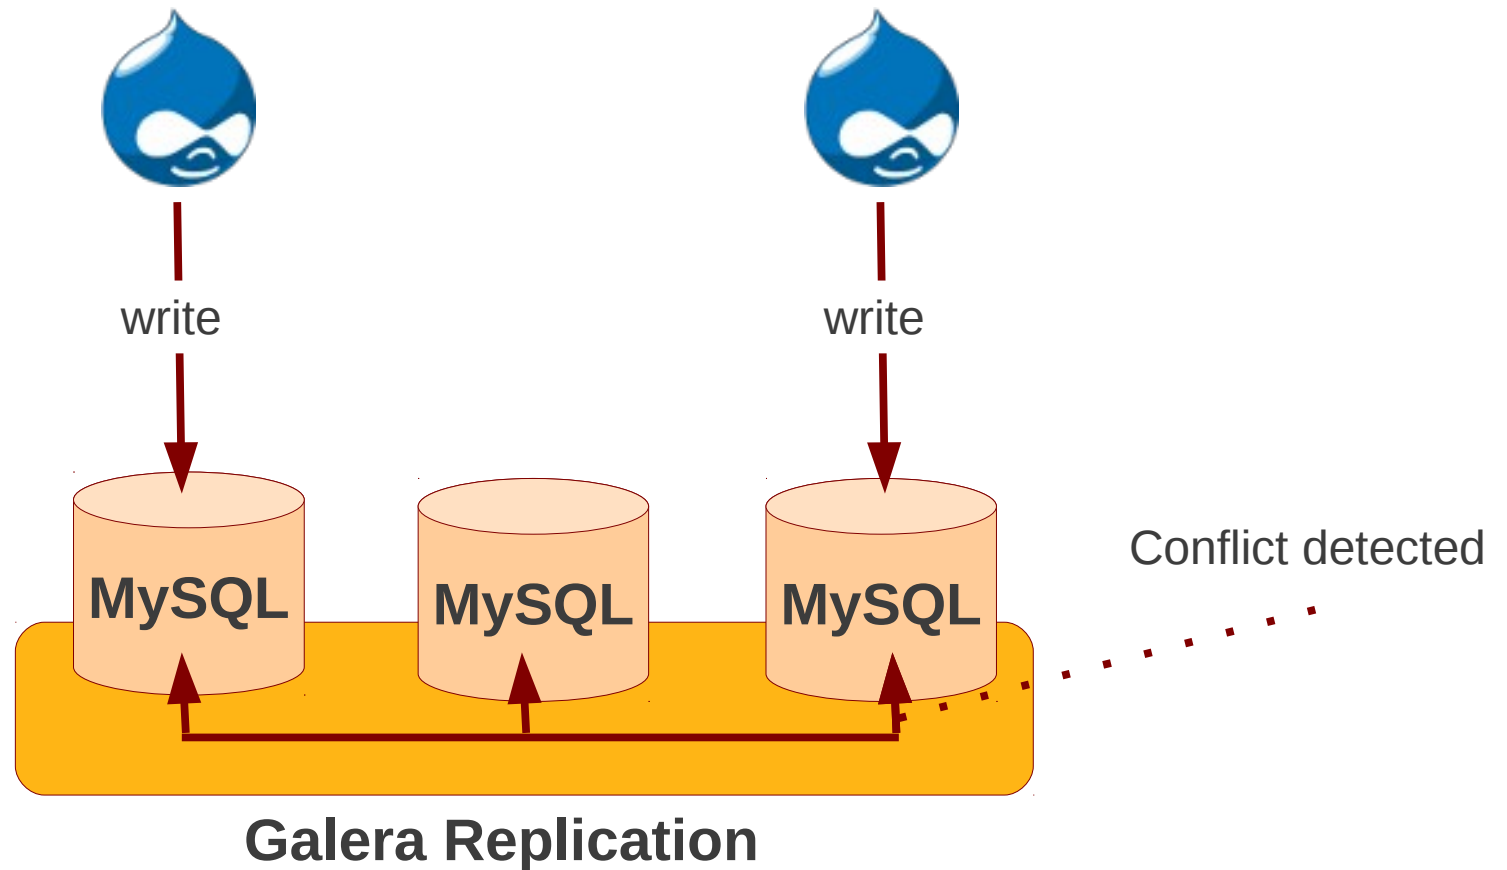 write
write
Conflict detected
MySQL
MySQL
MySQL
Galera Replication